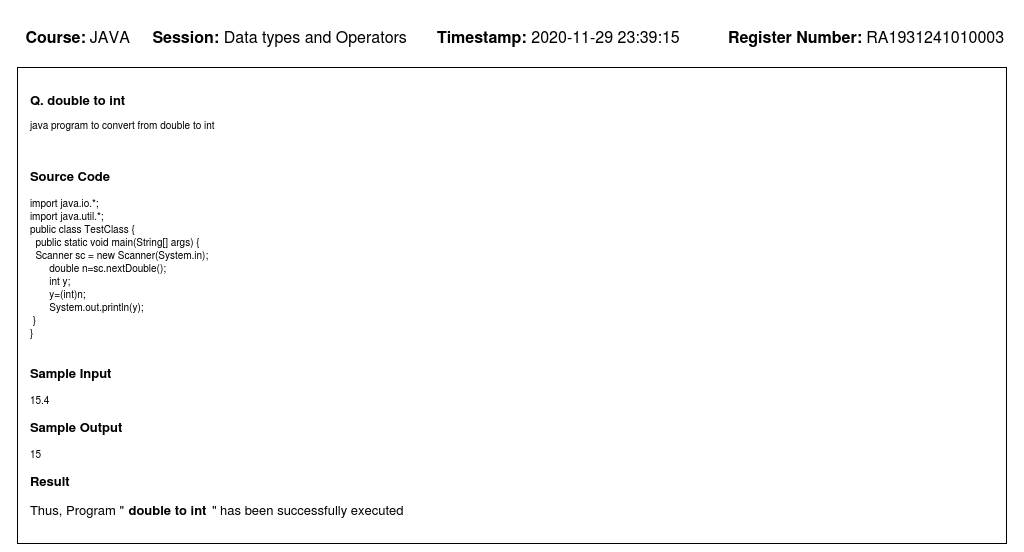 Course: JAVA Session: Data types and Operators Timestamp: 2020-11-29 23:39:15 Register Number: RA1931241010003
Q. double to int
java program to convert from double to int
Source Code
import java.io.*;
import java.util.*;
public class TestClass {
public static void main(String[] args) {
Scanner sc = new Scanner(System.in);
double n=sc.nextDouble();
int y;
y=(int)n;
System.out.println(y);
}
}
Sample Input
15.4
Sample Output
15
Result
Thus, Program " double to int " has been successfully executed